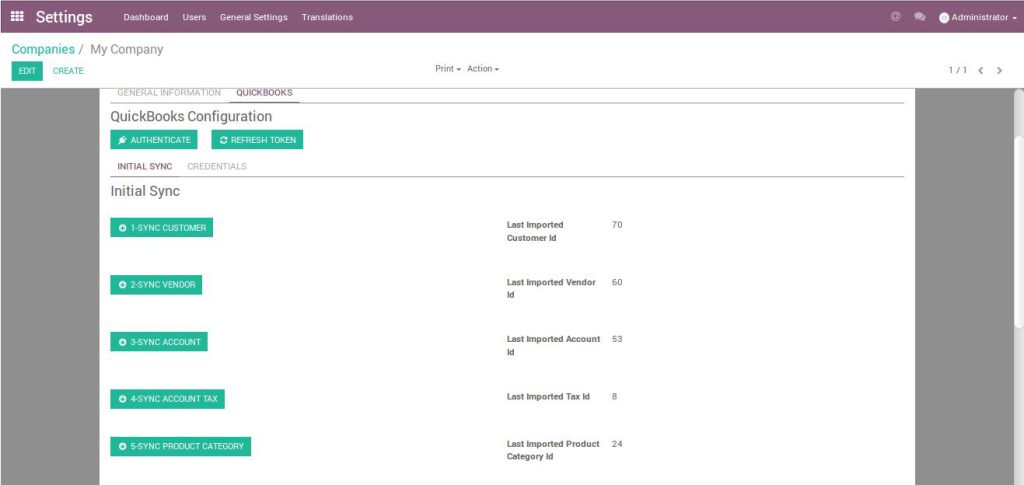 Settings Dashboard Users General Settings Translations Administrator
Companies / My Company
EDIT CREATE Print Action 1 / 1
GENERAL INFORMATION QUICKBOOKS
QuickBooks Configuration
AUTHENTICATE REFRESH TOKEN
INITIAL SYNC CREDENTIALS
Initial Sync
1-SYNC CUSTOMER Last Imported 70
Customer Id
2-SYNC VENDOR Last Imported Vendor 60
Id
3-SYNC ACCOUNT Last Imported Account 53
Id
4-SYNC ACCOUNT TAX Last Imported Tax Id 8
5-SYNC PRODUCT CATEGORY Last Imported Product 24
Category Id